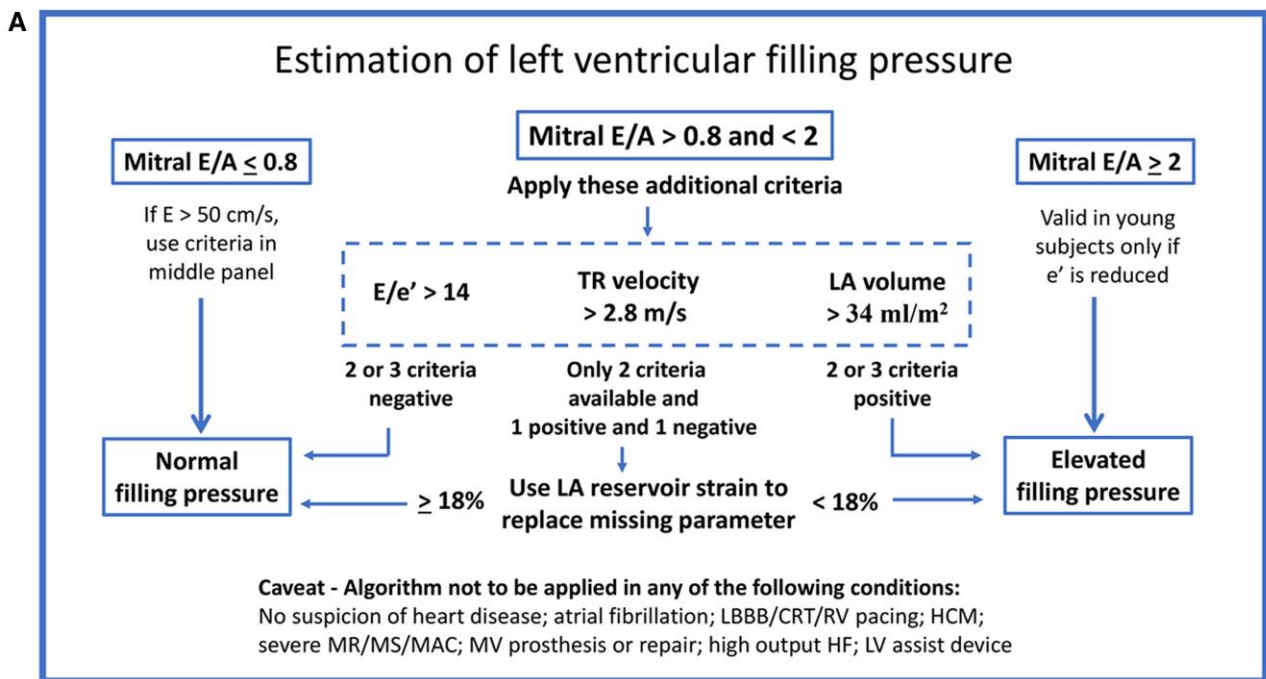 A
Estimation of left ventricular filling pressure
Mitral E/A ≤ 0.8
If E > 50 cm/s,
use criteria in
middle panel
Mitral E/A > 0.8 and < 2
Apply these additional criteria
Mitral E/A ≥ 2
Valid in young
subjects only if
e’ is reduced
E/e’ > 14
TR velocity
> 2.8 m/s
LA volume
> 34 ml/m²
2 or 3 criteria
negative
Only 2 criteria
available and
1 positive and 1 negative
2 or 3 criteria
positive
Normal
filling pressure
≥ 18%
Use LA reservoir strain to
replace missing parameter
< 18%
Elevated
filling pressure
Caveat - Algorithm not to be applied in any of the following conditions:
No suspicion of heart disease; atrial fibrillation; LBBB/CRT/RV pacing; HCM;
severe MR/MS/MAC; MV prosthesis or repair; high output HF; LV assist device